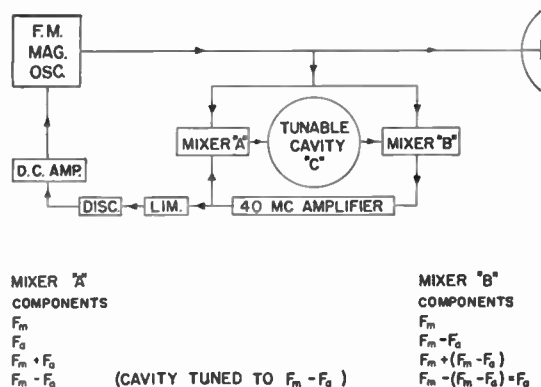 F.M.
MAG.
OSC.
MIXER "A"
TUNABLE
CAVITY
"C"
MIXER "B"
D.C. AMP.
DISC.
LIM.
40 MC AMPLIFIER
MIXER "A"
COMPONENTS
Fm
Fa
Fm + Fa
Fm - Fa
(CAVITY TUNED TO Fm - Fa)
MIXER "B"
COMPONENTS
Fm
Fm-Fa
Fm + (Fm-Fa)
Fm - (Fm-Fa) = Fa